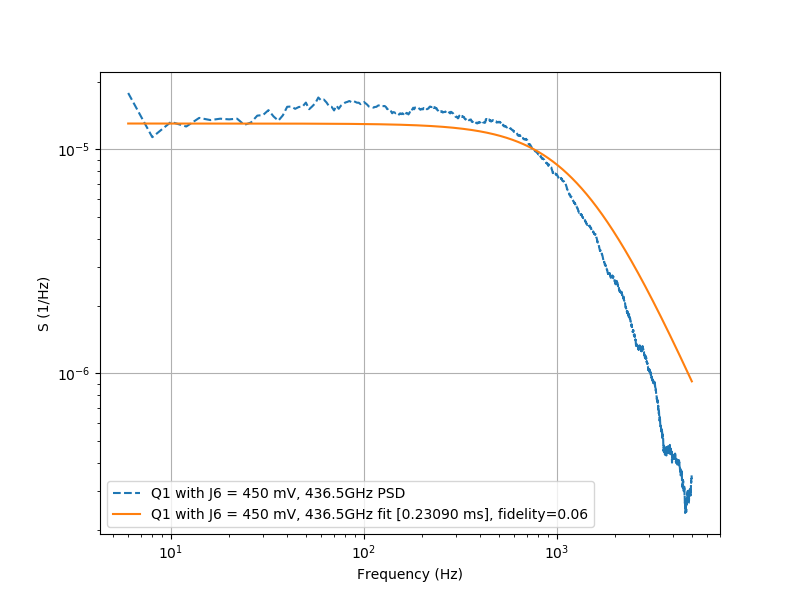 10⁻⁵
10⁻⁶
S (1/Hz)
Q1 with J6 = 450 mV, 436.5GHz PSD
Q1 with J6 = 450 mV, 436.5GHz fit [0.23090 ms], fidelity=0.06
10¹
10²
10³
Frequency (Hz)